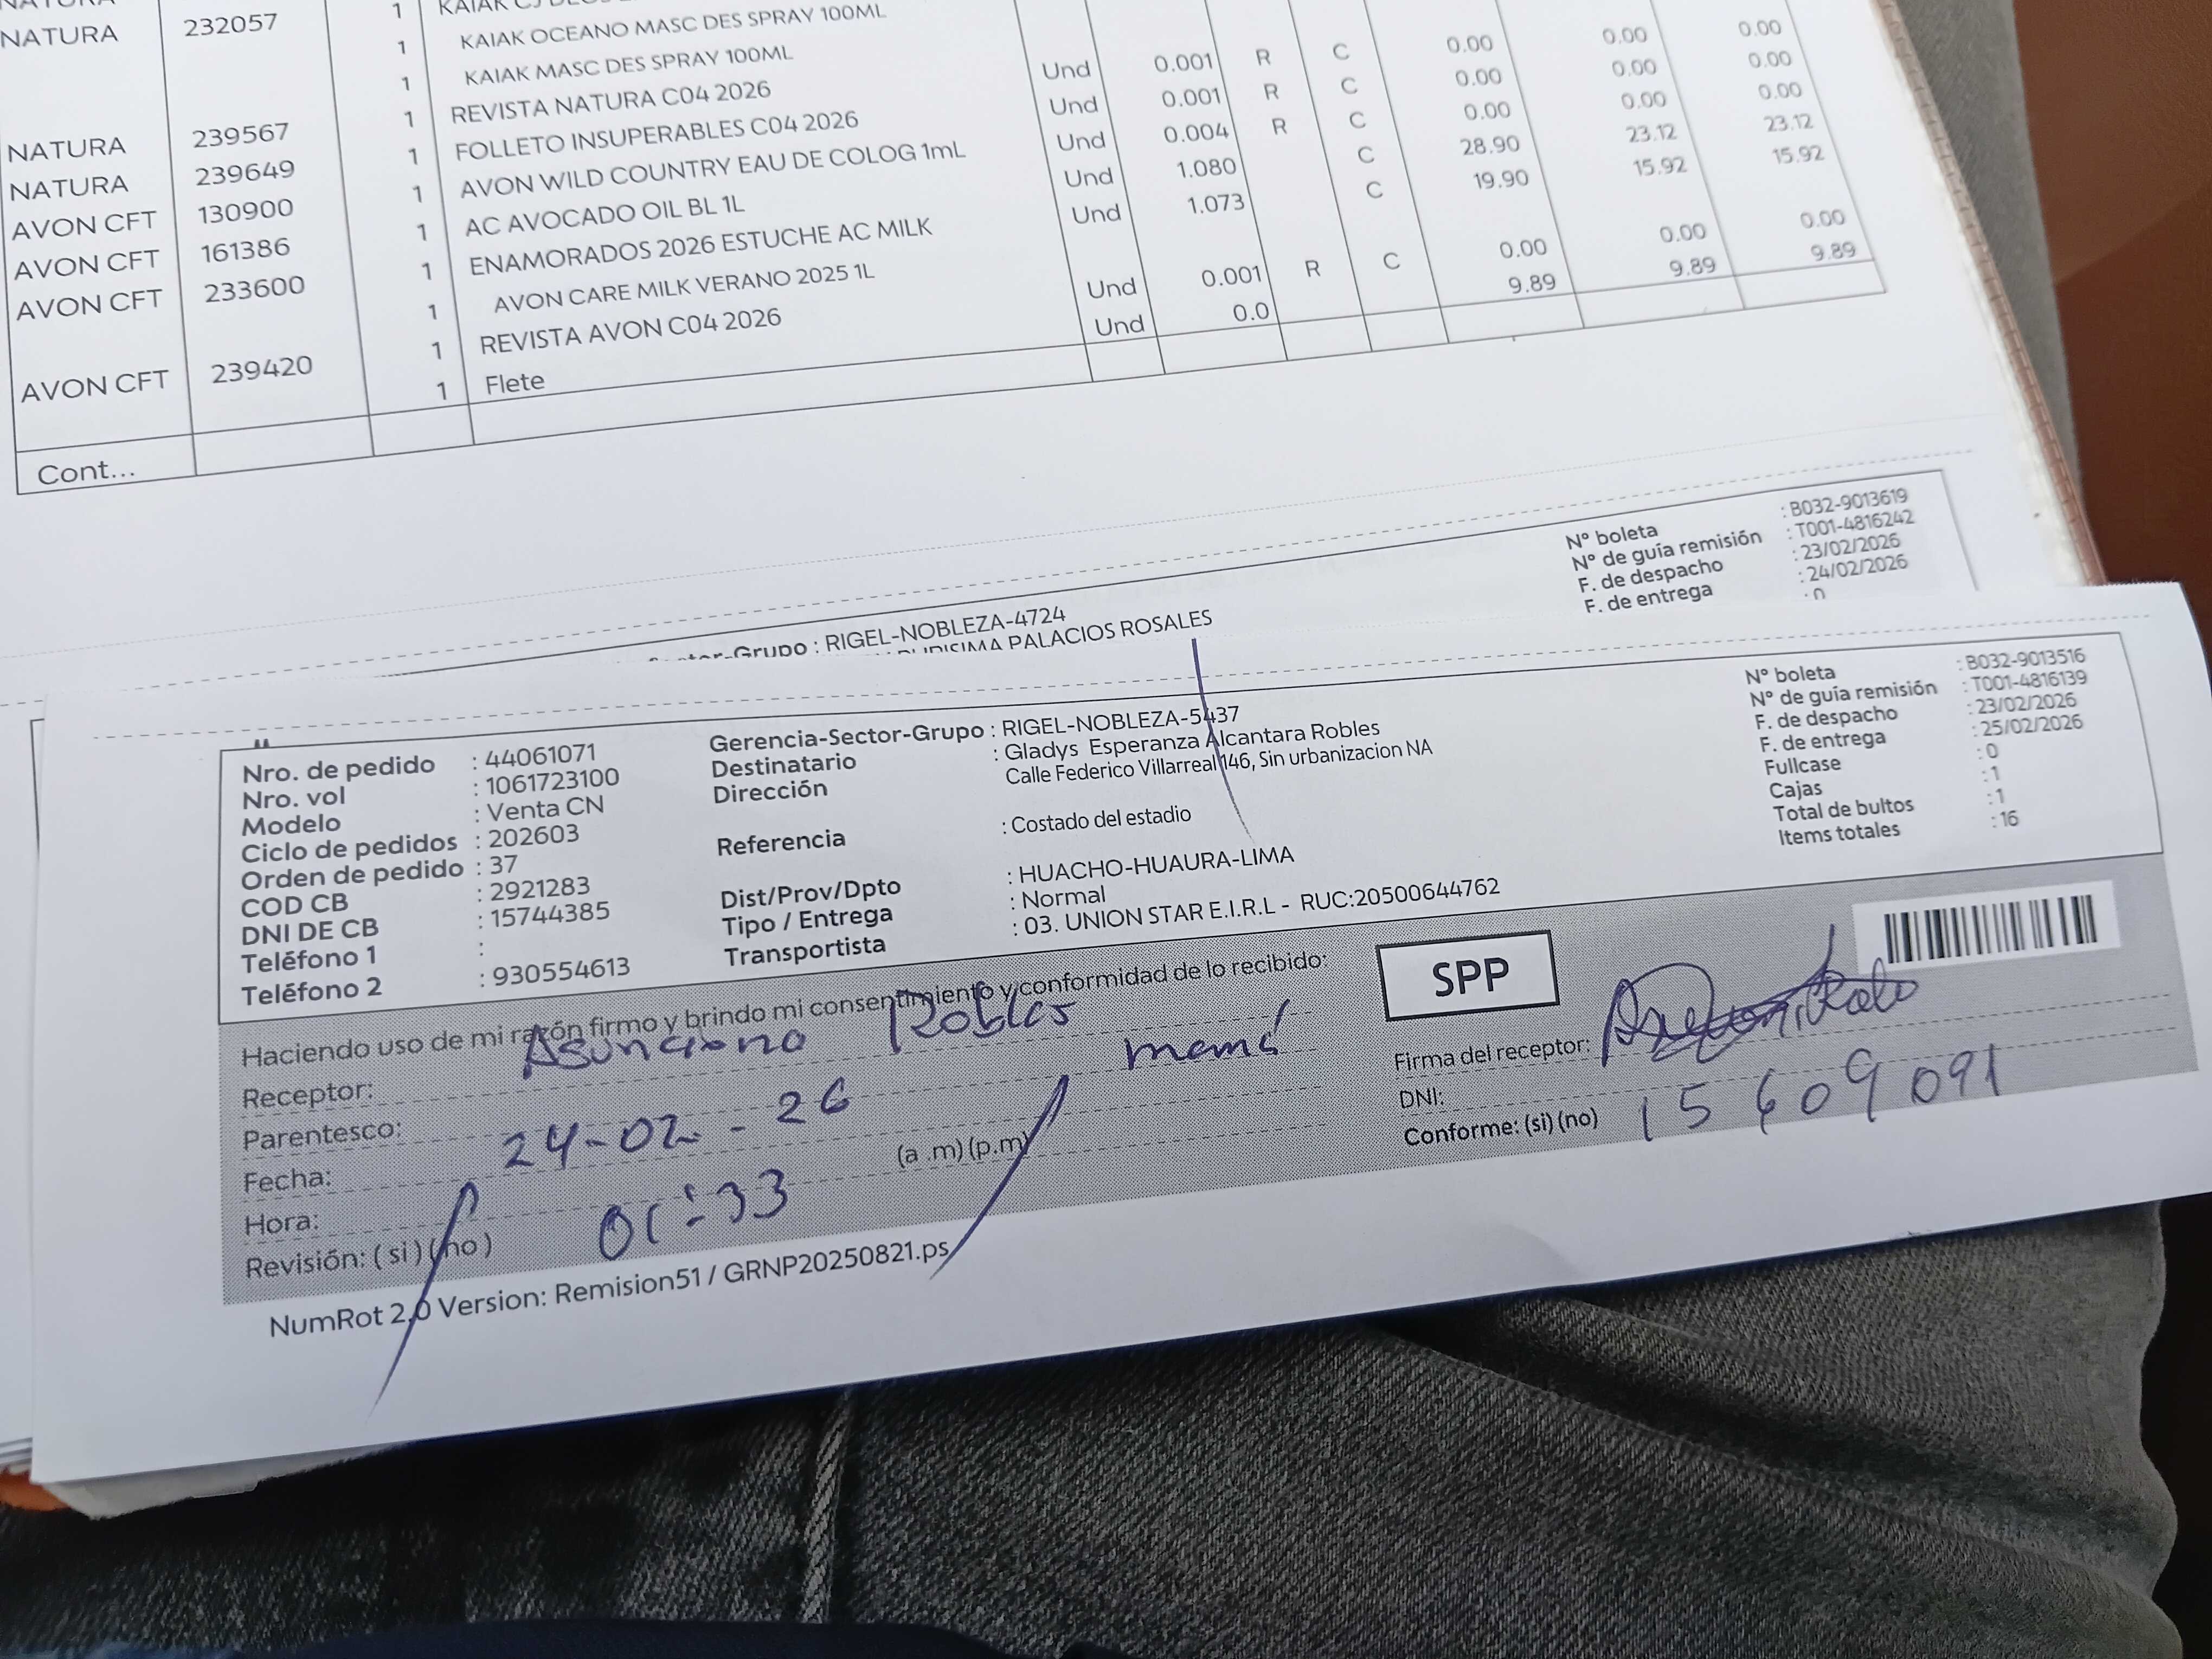 NATURA 232057 1
1 KAIAK OCEANO MASC DES SPRAY 100ML
1 KAIAK MASC DES SPRAY 100ML
NATURA 239567 1 REVISTA NATURA C04 2026 Und 0.001 R C 0.00 0.00 0.00
NATURA 239649 1 FOLLETO INSUPERABLES C04 2026 Und 0.001 R C 0.00 0.00 0.00
AVON CFT 130900 1 AVON WILD COUNTRY EAU DE COLOG 1mL Und 0.004 R C 0.00 0.00 0.00
AVON CFT 161386 1 AC AVOCADO OIL BL 1L Und 1.080 C 28.90 23.12 23.12
AVON CFT 233600 1 ENAMORADOS 2026 ESTUCHE AC MILK Und 1.073 C 19.90 15.92 15.92
1 AVON CARE MILK VERANO 2025 1L
AVON CFT 239420 1 REVISTA AVON C04 2026 Und 0.001 R C 0.00 0.00 0.00
1 Flete Und 0.0 9.89 9.89 9.89
Cont...
Nº boleta : B032-9013619
Nº de guía remisión : T001-4816242
F. de despacho : 23/02/2026
F. de entrega : 24/02/2026
: 0
Sector-Grupo : RIGEL-NOBLEZA-4724
PURISIMA PALACIOS ROSALES
Nro. de pedido : 44061071
Nro. vol : 1061723100
Modelo : Venta CN
Ciclo de pedidos : 202603
Orden de pedido : 37
COD CB : 2921283
DNI DE CB : 15744385
Teléfono 1 :
Teléfono 2 : 930554613
Gerencia-Sector-Grupo : RIGEL-NOBLEZA-5437
Destinatario : Gladys Esperanza Alcantara Robles
Dirección Calle Federico Villarreal 146, Sin urbanizacion NA
Referencia : Costado del estadio
Dist/Prov/Dpto : HUACHO-HUAURA-LIMA
Tipo / Entrega : Normal
Transportista : 03. UNION STAR E.I.R.L - RUC:20500644762
Nº boleta : B032-9013516
Nº de guía remisión : T001-4816139
F. de despacho : 23/02/2026
F. de entrega : 25/02/2026
Fullcase : 0
Cajas : 1
Total de bultos : 1
Items totales : 16
Haciendo uso de mi razón firmo y brindo mi consentimiento y conformidad de lo recibido:
SPP
Receptor: Asunciono Robles
Parentesco: mamá
Fecha: 24-02-26
Hora: 01:33 (a .m) (p.m)
Revisión: ( si ) ( no )
Firma del receptor:
DNI: 15609091
Conforme: (si) (no)
NumRot 2.0 Version: Remision51 / GRNP20250821.ps